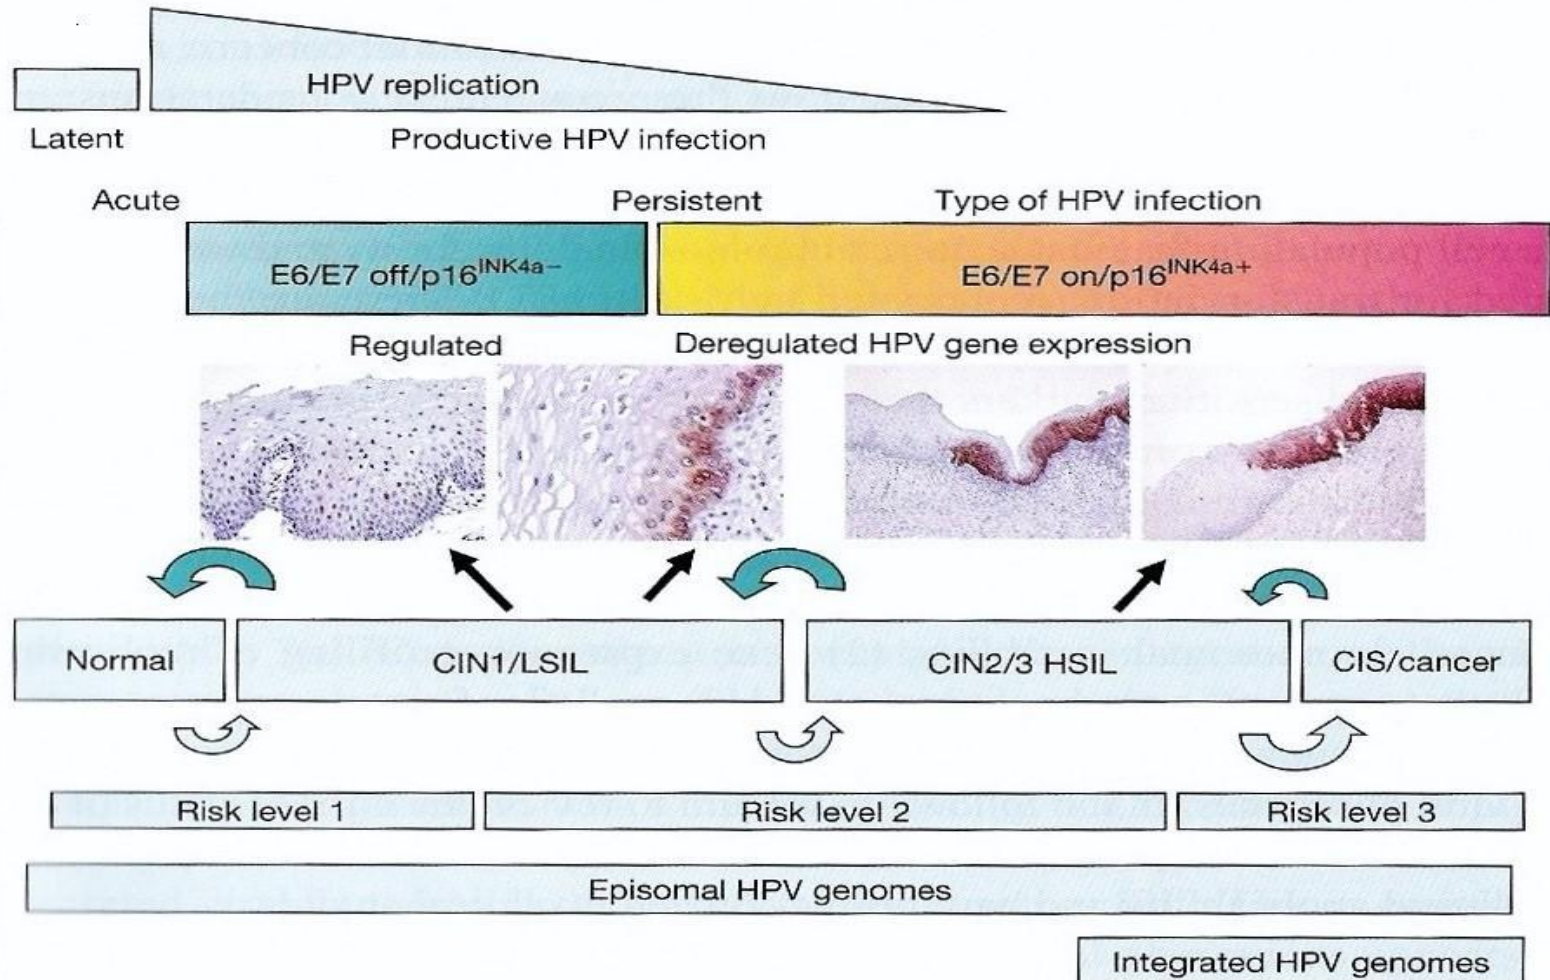 HPV replication
Latent
Productive HPV infection
Acute
Persistent
Type of HPV infection
E6/E7 off/p16INK4a−
E6/E7 on/p16INK4a+
Regulated
Deregulated HPV gene expression
Normal
CIN1/LSIL
CIN2/3 HSIL
CIS/cancer
Risk level
Risk level 2
Risk level 3
Episomal HPV genomes
Integrated HPV genomes